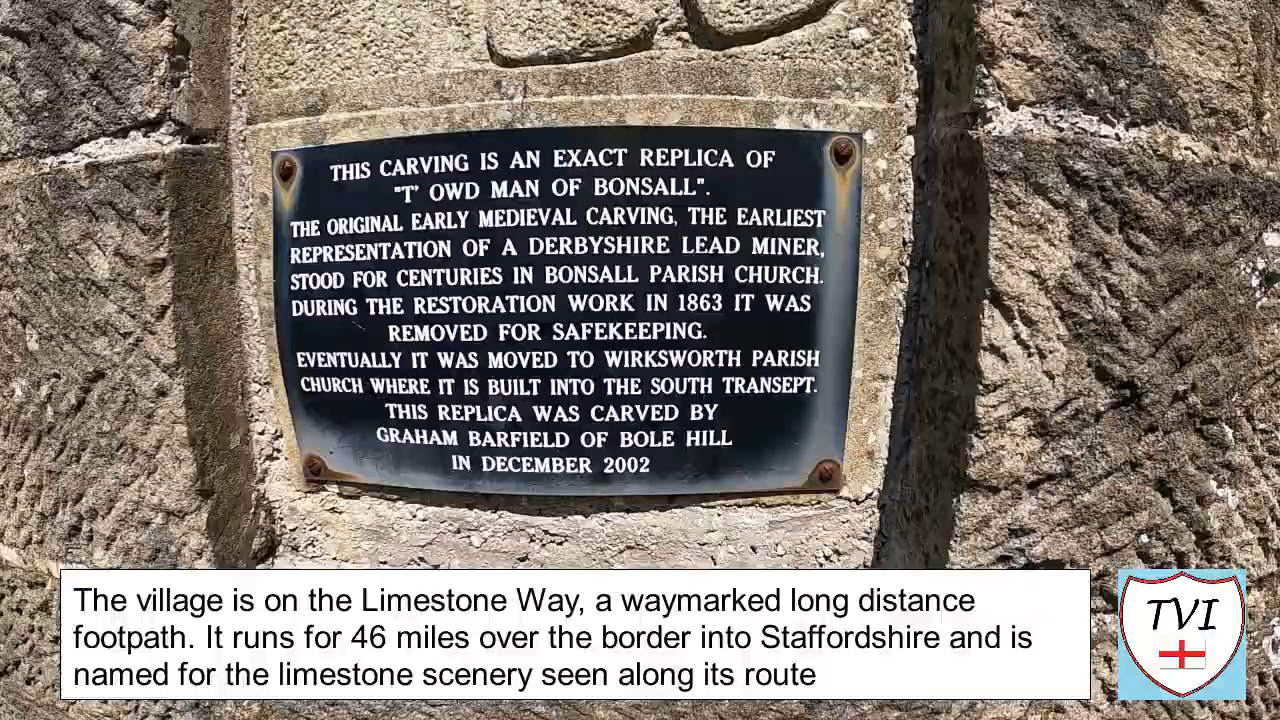 THIS CARVING IS AN EXACT REPLICA OF
"T' OWD MAN OF BONSALL".
THE ORIGINAL EARLY MEDIEVAL CARVING, THE EARLIEST
REPRESENTATION OF A DERBYSHIRE LEAD MINER,
STOOD FOR CENTURIES IN BONSALL PARISH CHURCH.
DURING THE RESTORATION WORK IN 1863 IT WAS
REMOVED FOR SAFEKEEPING.
EVENTUALLY IT WAS MOVED TO WIRKSWORTH PARISH
CHURCH WHERE IT IS BUILT INTO THE SOUTH TRANSEPT.
THIS REPLICA WAS CARVED BY
GRAHAM BARFIELD OF BOLE HILL
IN DECEMBER 2002
The village is on the Limestone Way, a waymarked long distance
footpath. It runs for 46 miles over the border into Staffordshire and is
named for the limestone scenery seen along its route
TVI